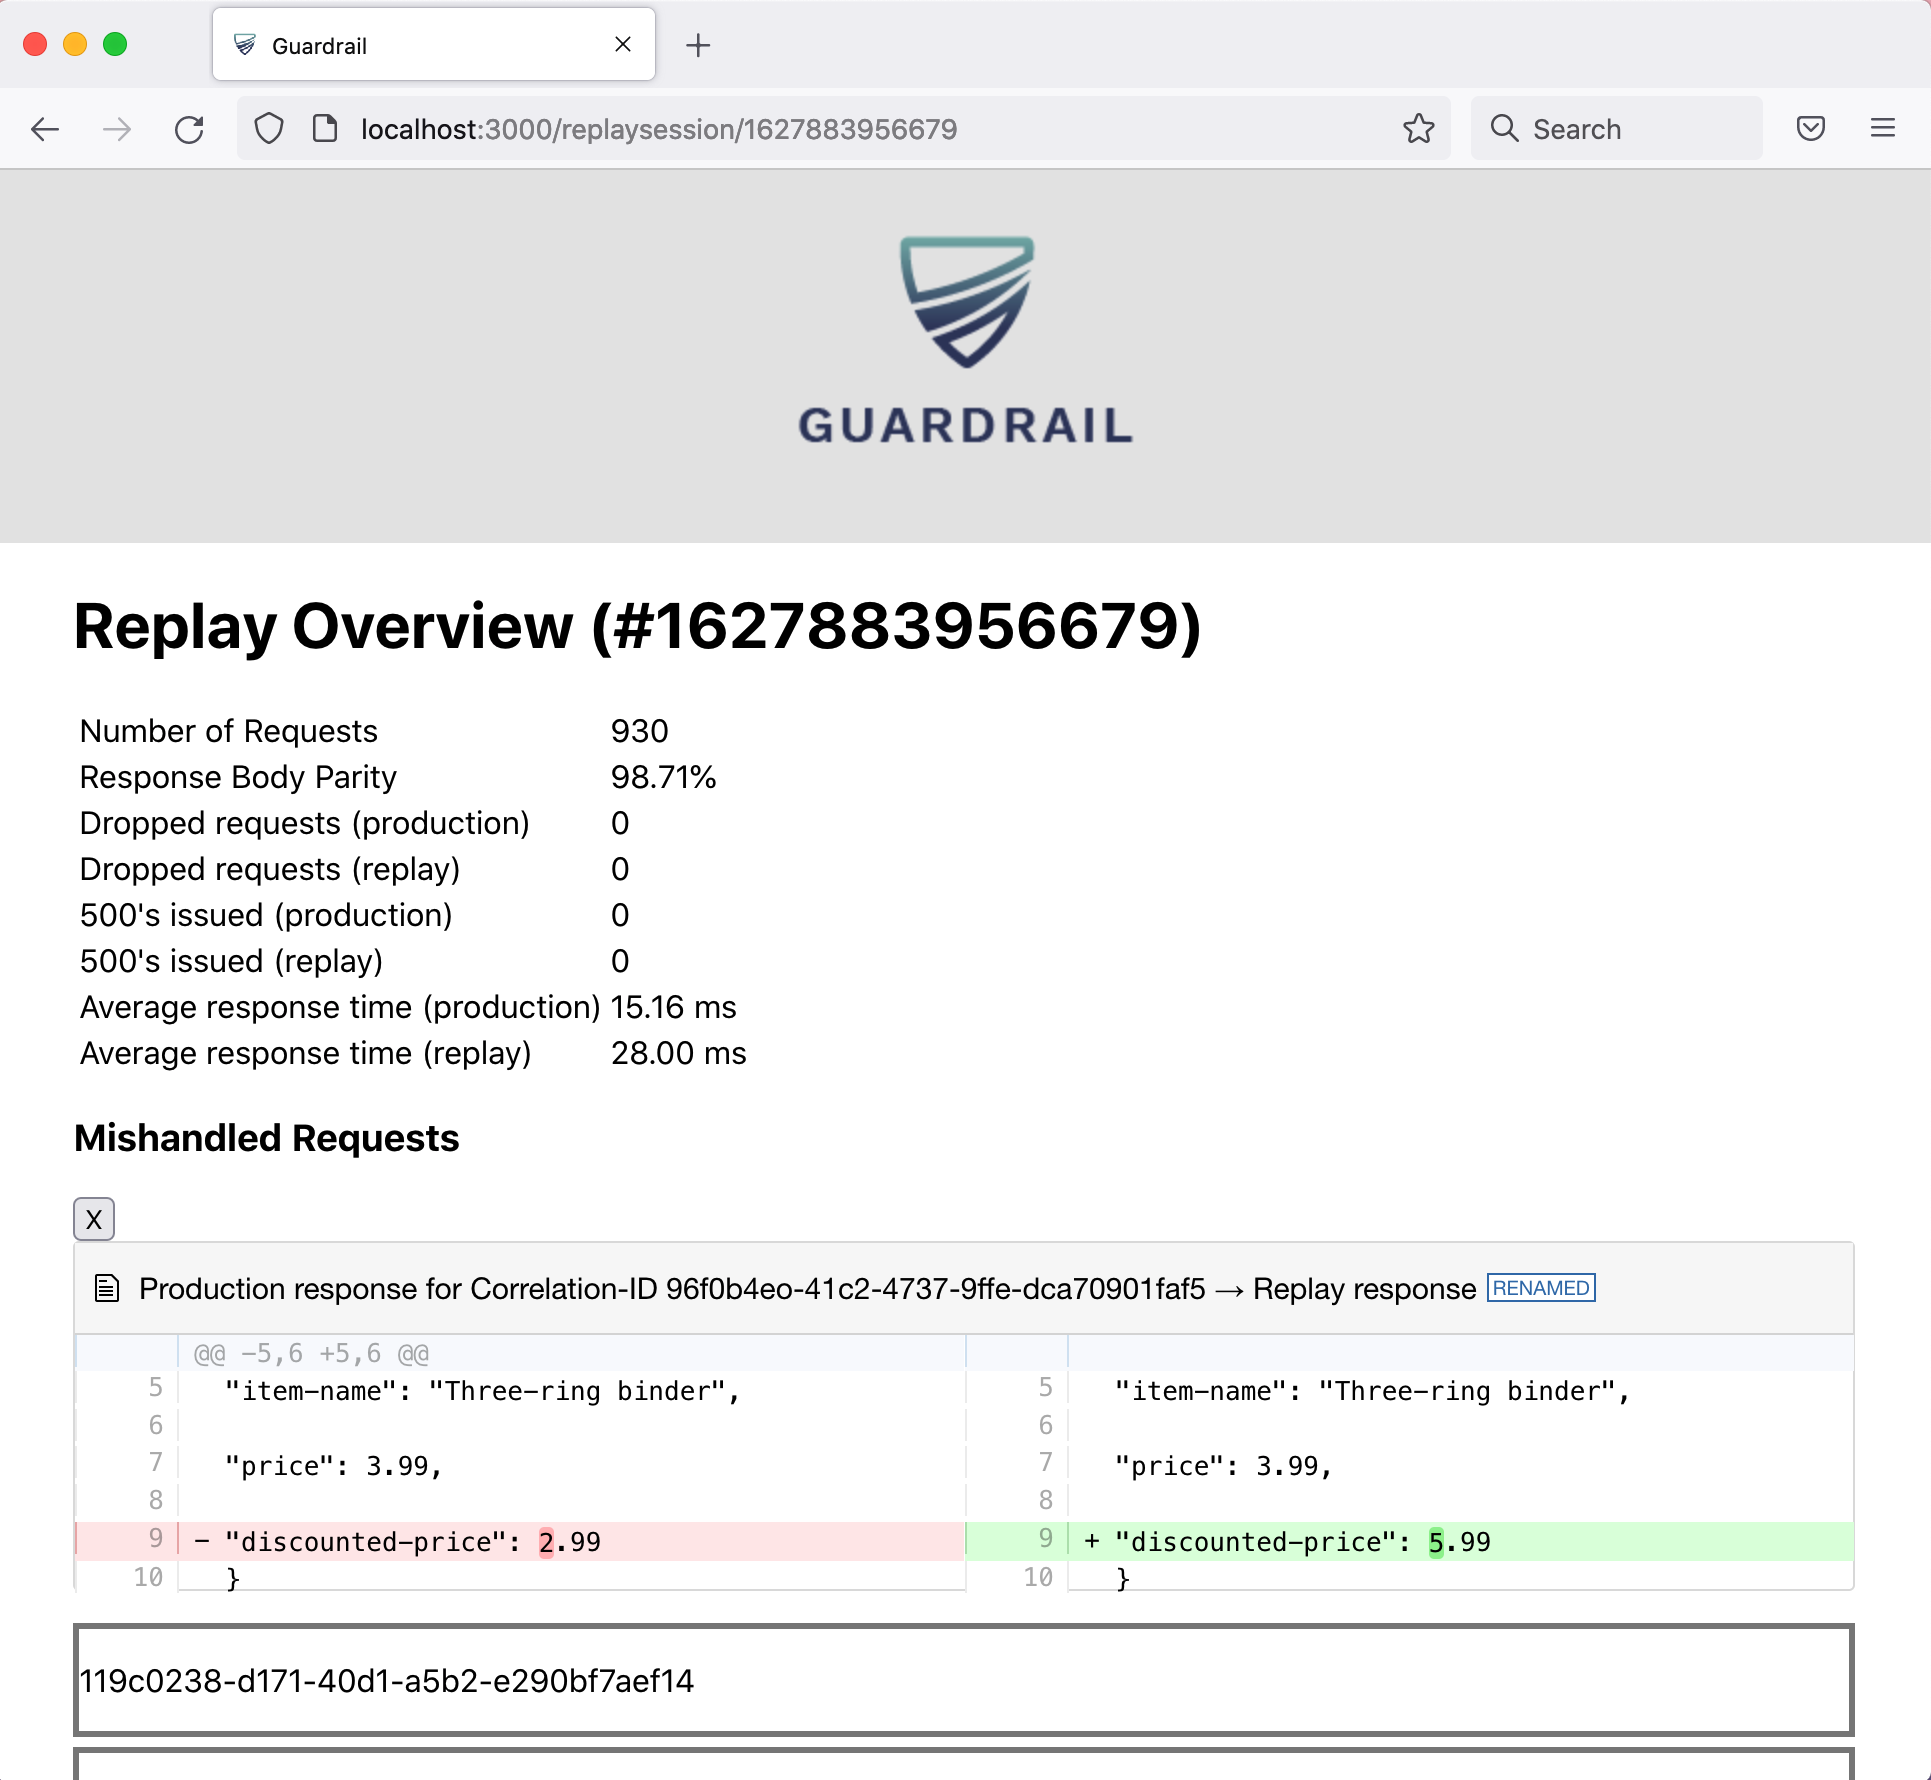 Guardrail
localhost:3000/replaysession/1627883956679
Search
GUARDRAIL
Replay Overview (#1627883956679)
Number of Requests 930
Response Body Parity 98.71%
Dropped requests (production) 0
Dropped requests (replay) 0
500's issued (production) 0
500's issued (replay) 0
Average response time (production) 15.16 ms
Average response time (replay) 28.00 ms
Mishandled Requests
X
Production response for Correlation-ID 96f0b4eo-41c2-4737-9ffe-dca70901faf5 → Replay response RENAMED
@@ -5,6 +5,6 @@
5 "item-name": "Three-ring binder", 5 "item-name": "Three-ring binder",
6 6
7 "price": 3.99, 7 "price": 3.99,
8 8
9 - "discounted-price": 2.99 9 + "discounted-price": 5.99
10 } 10 }
119c0238-d171-40d1-a5b2-e290bf7aef14